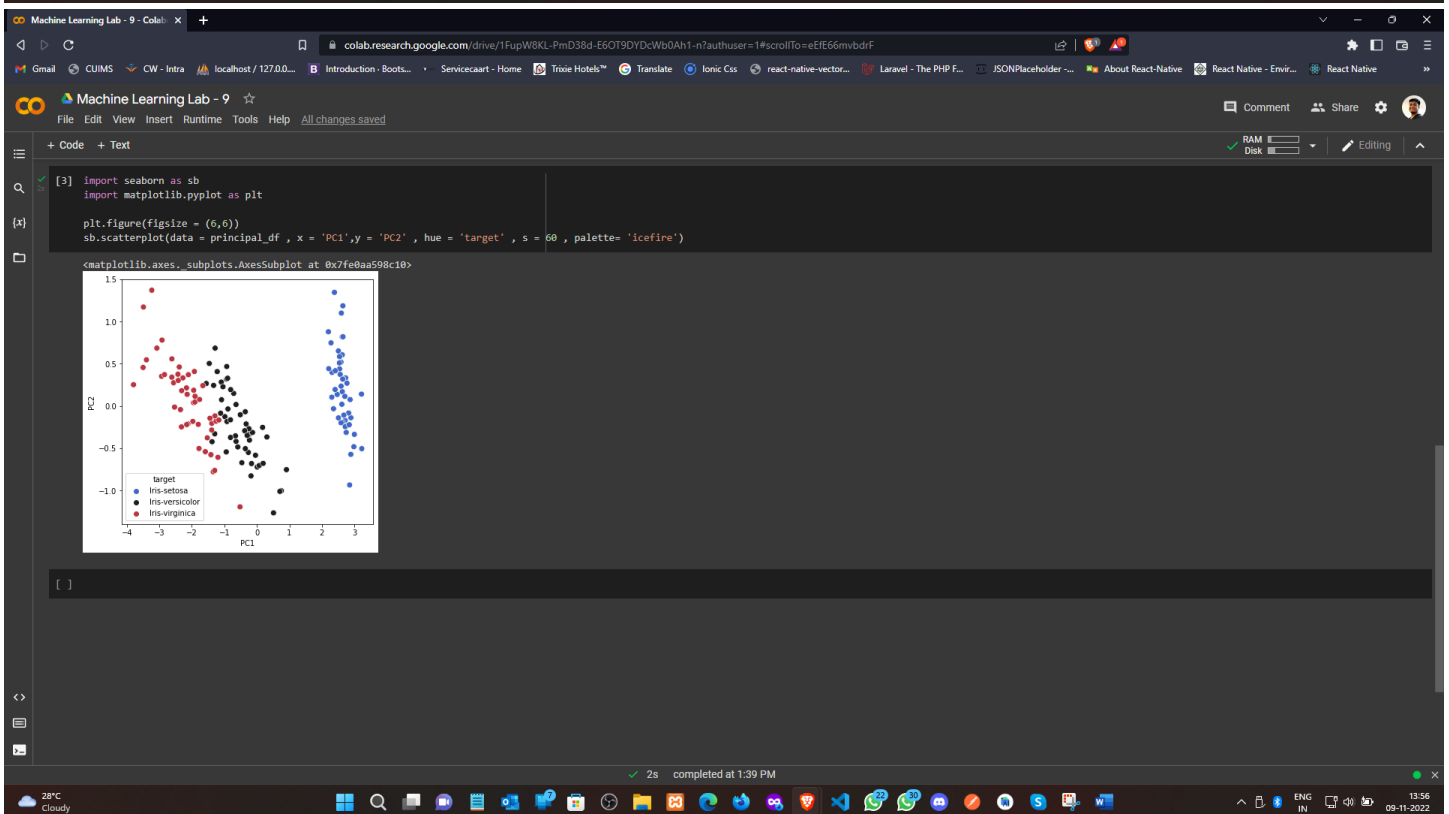 Machine Learning Lab - 9 - Colab
colab.research.google.com/drive/1FupW8KL-PmD38d-E6OT9DYDcWb0Ah1-n?authuser=1#scrollTo=eEfE66mvbdrF
Gmail CUIMS CW - Intra localhost / 127.0.0.... Introduction · Boots... Servicecaart - Home Trixie Hotels™ Translate Ionic Css react-native-vector... Laravel - The PHP F... JSONPlaceholder -... About React-Native React Native - Envir... React Native »
Machine Learning Lab - 9
Comment Share
File Edit View Insert Runtime Tools Help All changes saved
+ Code + Text
RAM
Disk
Editing
{x}
[3] import seaborn as sb
2s import matplotlib.pyplot as plt
plt.figure(figsize = (6,6))
sb.scatterplot(data = principal_df , x = 'PC1',y = 'PC2' , hue = 'target' , s = 60 , palette= 'icefire')
<matplotlib.axes._subplots.AxesSubplot at 0x7fe0aa598c10>
1.5
1.0
0.5
0.0
−0.5
−1.0
PC2
target
Iris-setosa
Iris-versicolor
Iris-virginica
−4 −3 −2 −1 0 1 2 3
PC1
[ ]
2s completed at 1:39 PM
28°C
Cloudy
7
22
30
ENG
IN
13:56
09-11-2022